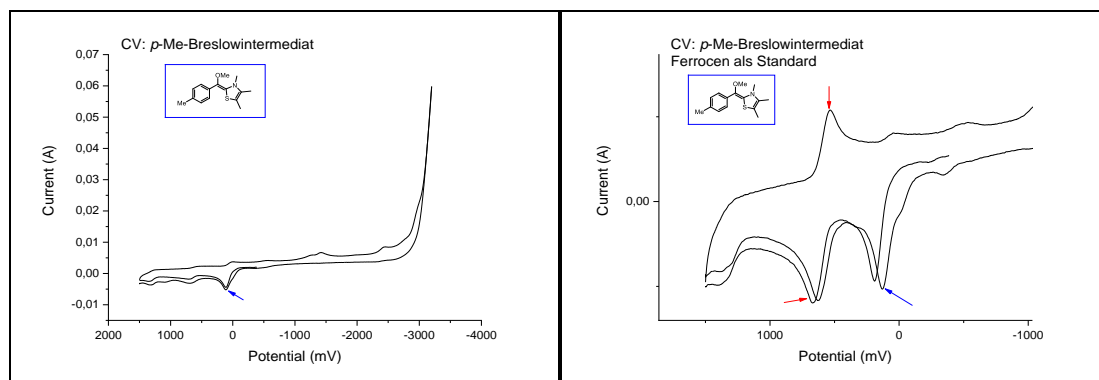 CV: p-Me-Breslowintermediat
OMe
N
S
Me
0,07
0,06
0,05
0,04
0,03
0,02
0,01
0,00
-0,01
Current (A)
2000 1000 0 -1000 -2000 -3000 -4000
Potential (mV)
CV: p-Me-Breslowintermediat
Ferrocen als Standard
OMe
N
S
Me
0,00
Current (A)
1000 0 -1000
Potential (mV)